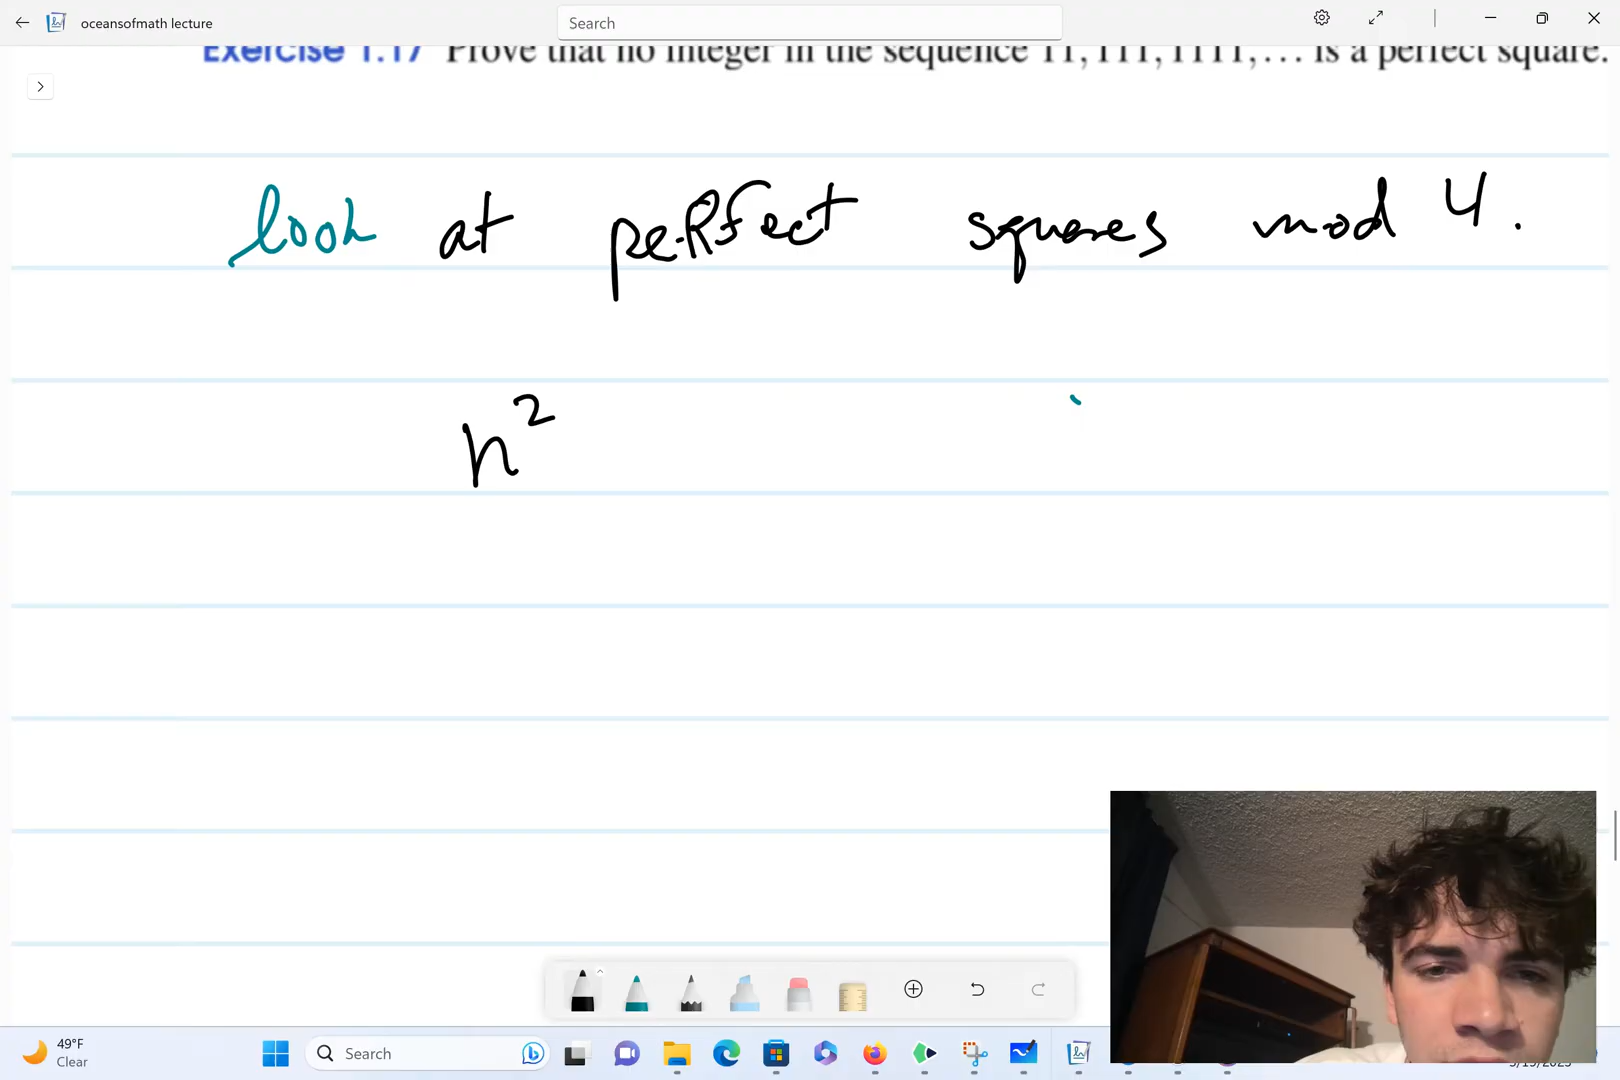 oceansofmath lecture
Search
Exercise 1.17 Prove that no integer in the sequence 11, 111, 1111, … is a perfect square.
look at perfect squares mod 4.
n²
49°F
Clear
Search